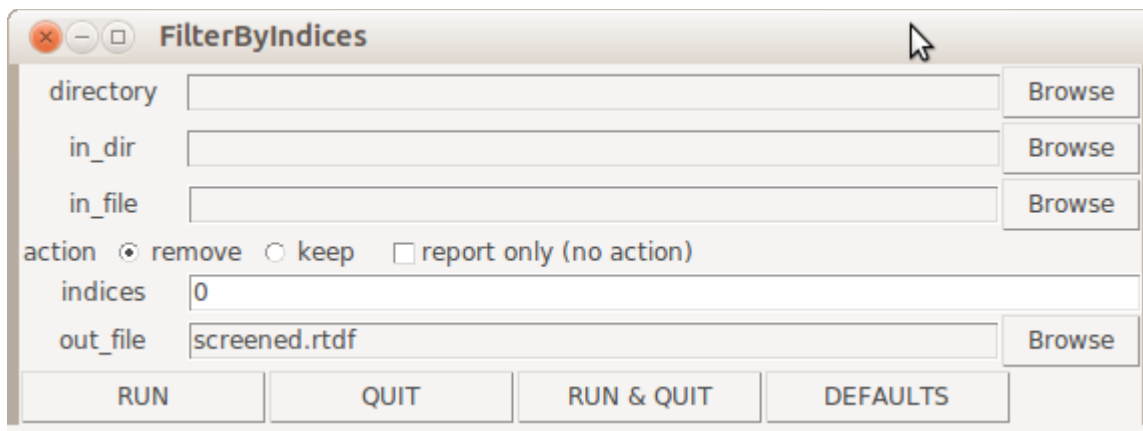 FilterByIndices
directory Browse
in_dir Browse
in_file Browse
action remove keep report only (no action)
indices 0
out_file screened.rtdf Browse
RUN QUIT RUN & QUIT DEFAULTS